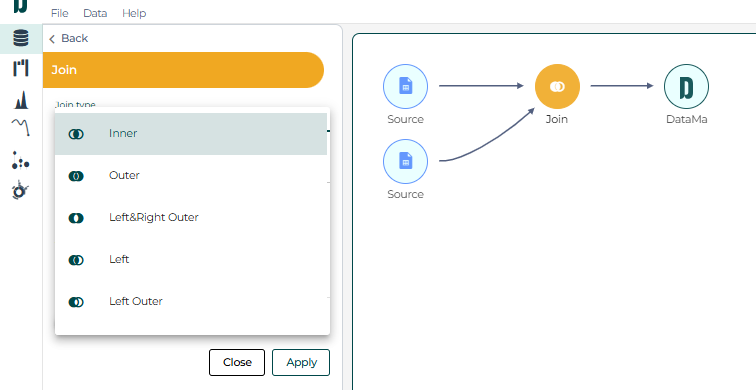 File Data Help
Back
Join
Join type
Inner
Outer
Left&Right Outer
Left
Left Outer
Close Apply
Source
Join
DataMa
Source